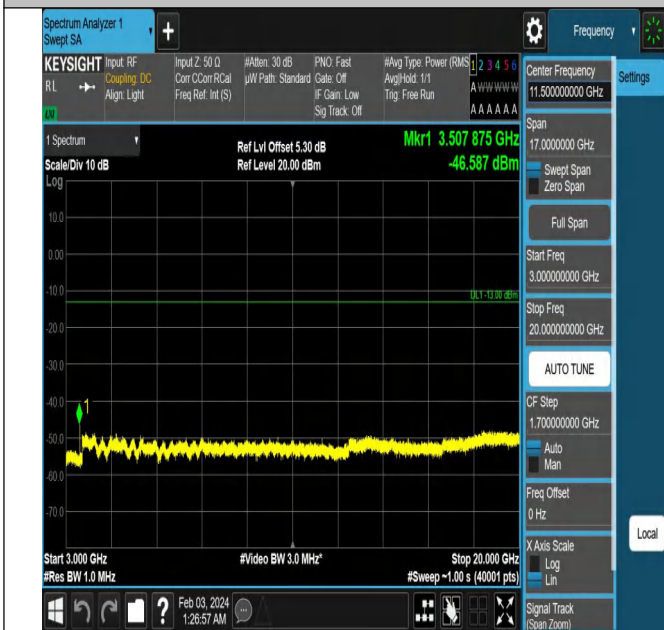 Spectrum Analyzer 1
Swept SA
Frequency
KEYSIGHT
RL
Input: RF
Coupling: DC
Align: Light
Input Z: 50 Ω
Corr CCorr RCal
Freq Ref: Int (S)
#Atten: 30 dB
µW Path: Standard
PNO: Fast
Gate: Off
IF Gain: Low
Sig Track: Off
#Avg Type: Power (RMS
Avg|Hold: 1/1
Trig: Free Run
1 2 3 4 5 6
A W W W W W
A A A A A A
1 Spectrum
Scale/Div 10 dB
Ref Lvl Offset 5.30 dB
Ref Level 20.00 dBm
Mkr1 3.507 875 GHz
-46.587 dBm
Log
10.0
0.00
-10.0
DL1 -13.00 dBm
-20.0
-30.0
-40.0
1
-50.0
-60.0
-70.0
Start 3.000 GHz
#Video BW 3.0 MHz*
Stop 20.000 GHz
#Res BW 1.0 MHz
#Sweep ~1.00 s (40001 pts)
Feb 03, 2024
1:26:57 AM
Center Frequency
11.500000000 GHz
Settings
Span
17.0000000 GHz
Swept Span
Zero Span
Full Span
Start Freq
3.000000000 GHz
Stop Freq
20.000000000 GHz
AUTO TUNE
CF Step
1.700000000 GHz
Auto
Man
Freq Offset
0 Hz
X Axis Scale
Log
Lin
Local
Signal Track
(Span Zoom)